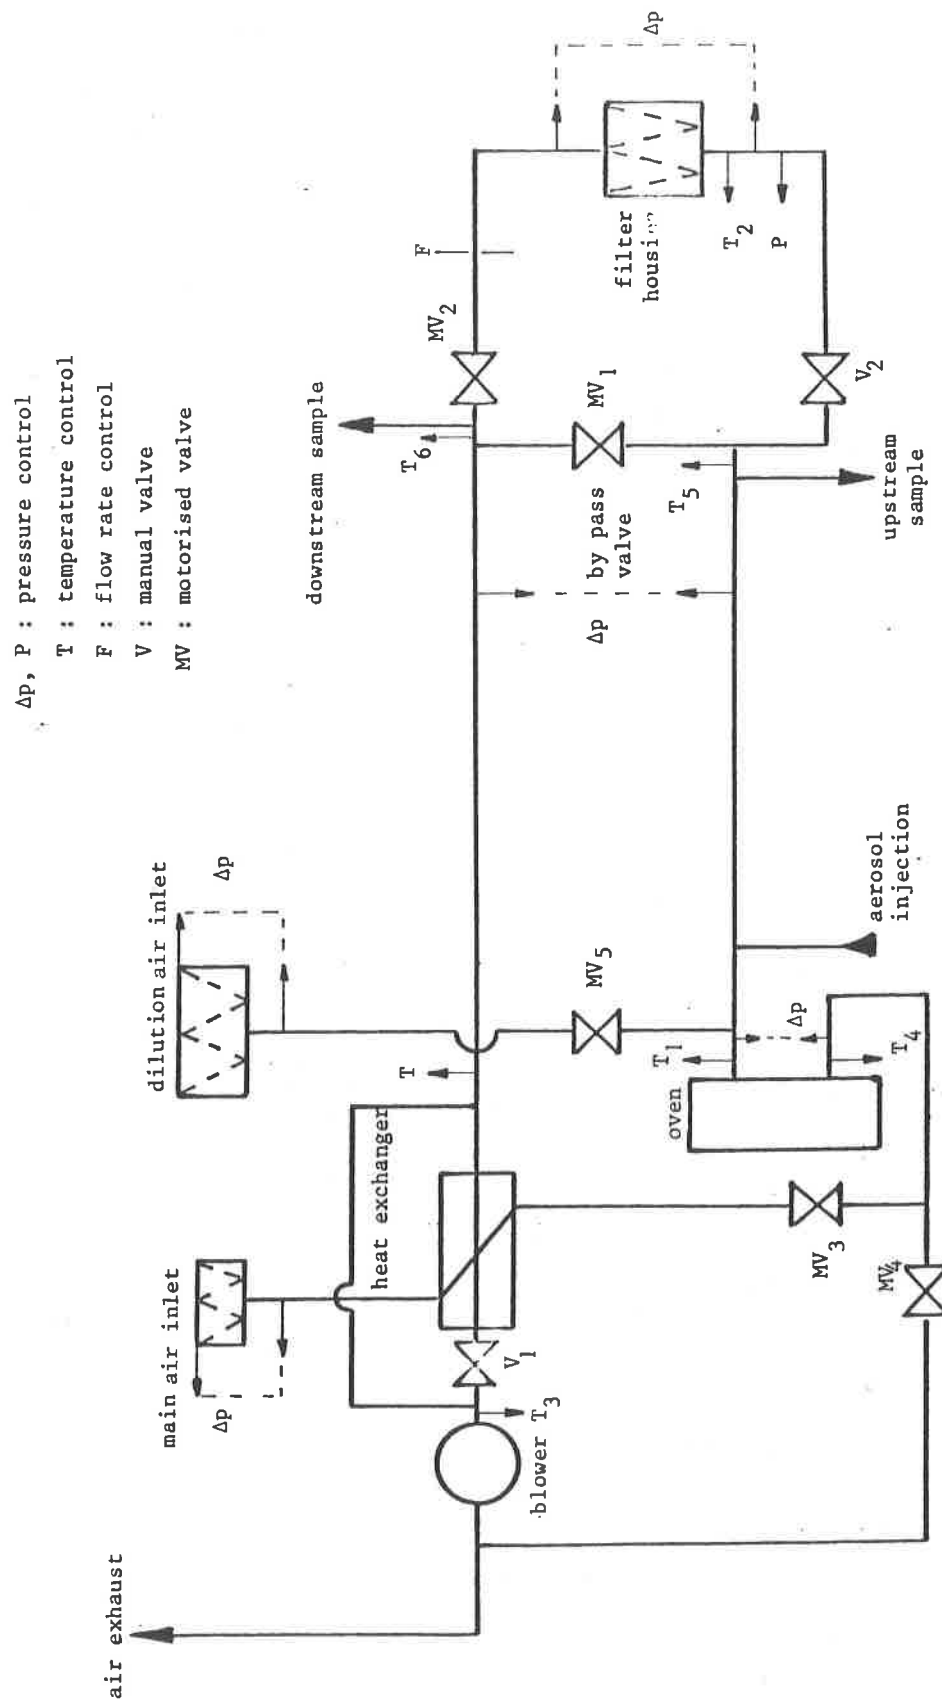 Δp, P : pressure control
T : temperature control
F : flow rate control
V : manual valve
MV : motorised valve
air exhaust
main air inlet
Δp
dilution air inlet
Δp
downstream sample
heat exchanger
T
T6
MV2
F
Δp
blower
T3
V1
MV5
Δp
by pass
valve
MV1
filter
T2
P
oven
T1
Δp
T4
MV3
MV4
aerosol
injection
T5
upstream
sample
V2